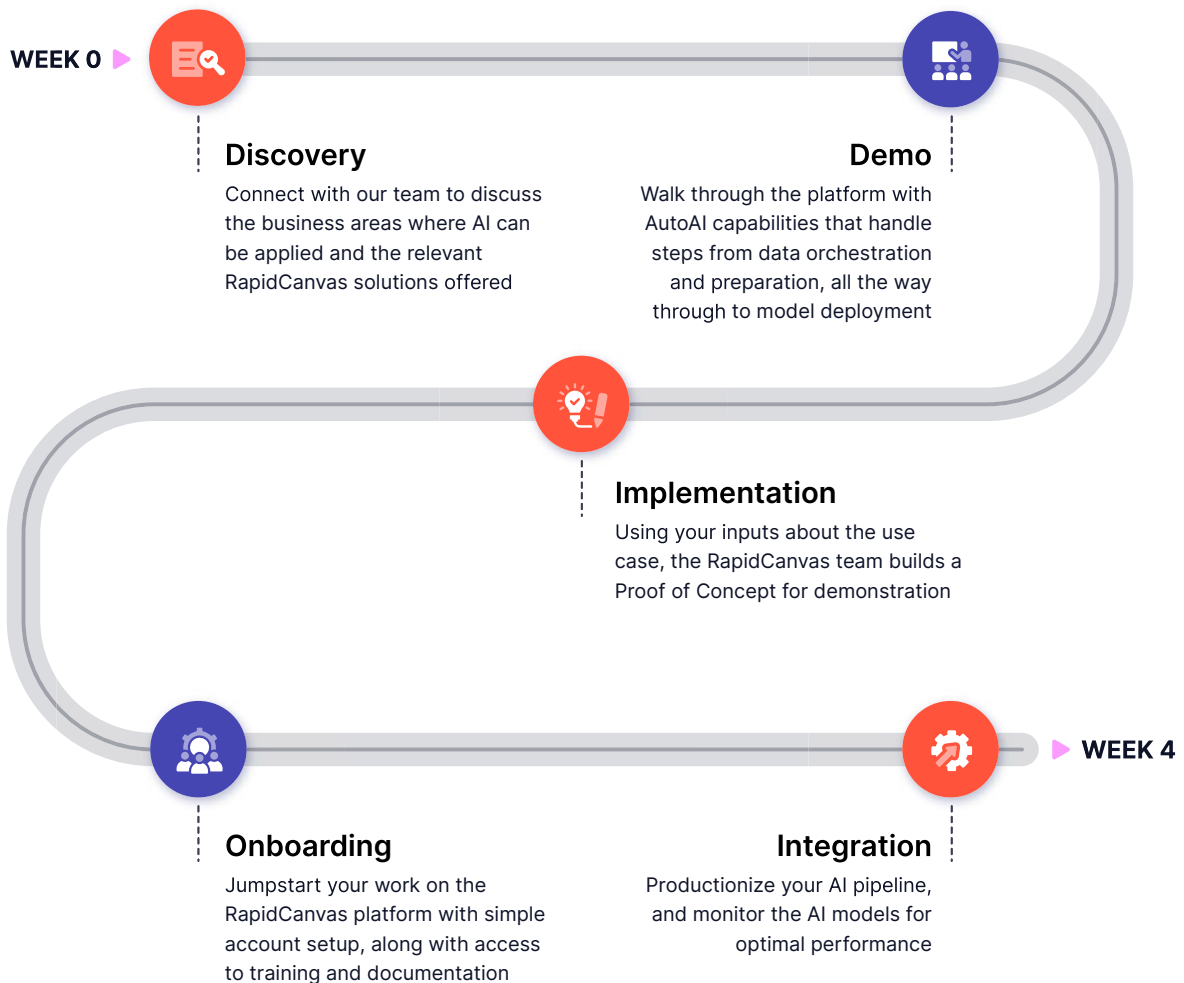 WEEK 0
Discovery
Connect with our team to discuss
the business areas where AI can
be applied and the relevant
RapidCanvas solutions offered
Demo
Walk through the platform with
AutoAI capabilities that handle
steps from data orchestration
and preparation, all the way
through to model deployment
Implementation
Using your inputs about the use
case, the RapidCanvas team builds a
Proof of Concept for demonstration
Onboarding
Jumpstart your work on the
RapidCanvas platform with simple
account setup, along with access
to training and documentation
Integration
Productionize your AI pipeline,
and monitor the AI models for
optimal performance
WEEK 4